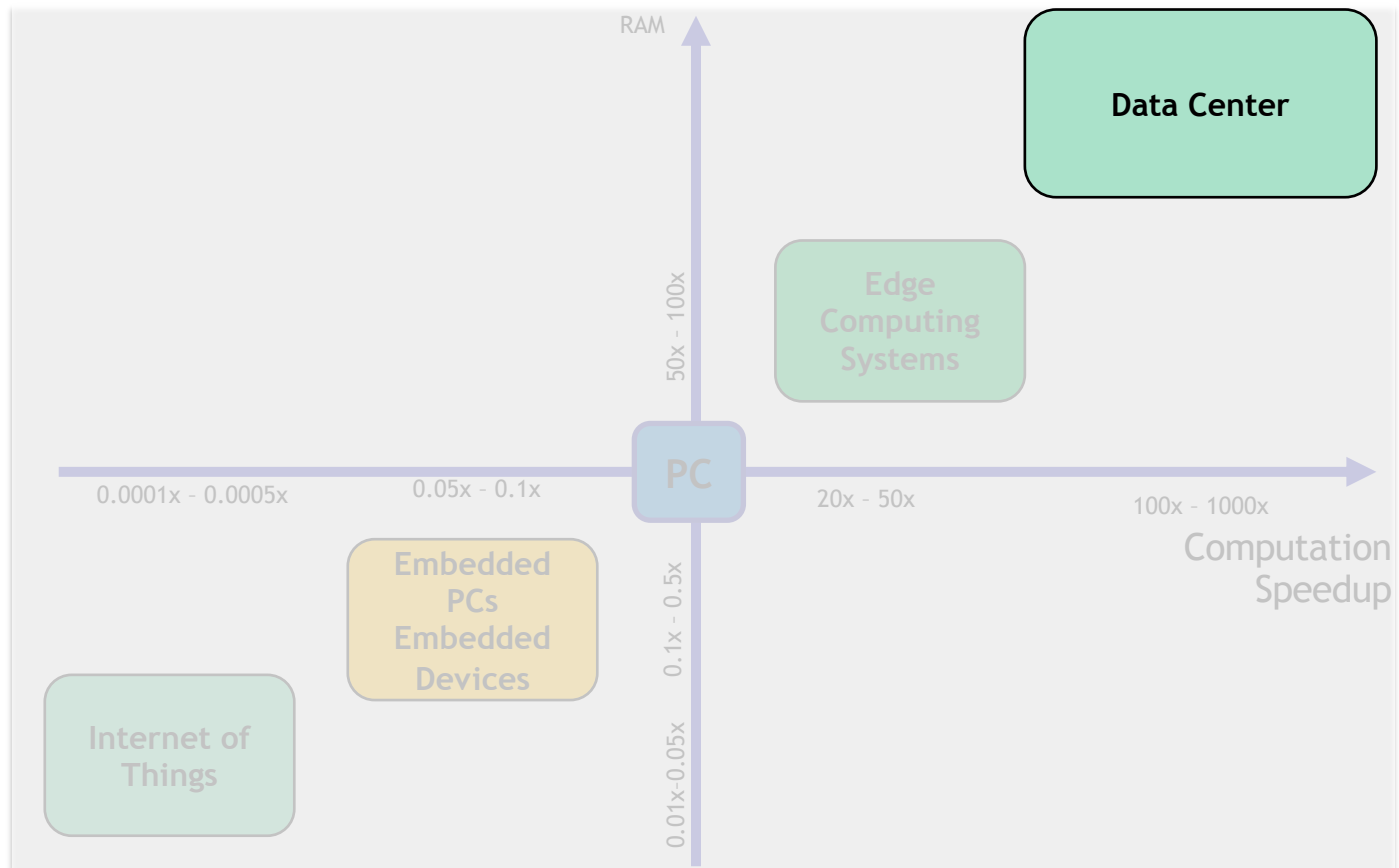 RAM
Data Center
50x – 100x
Edge
Computing
Systems
PC
0.0001x – 0.0005x
0.05x – 0.1x
20x – 50x
100x – 1000x
Computation
Speedup
Embedded
PCs
Embedded
Devices
0.1x – 0.5x
Internet of
Things
0.01x–0.05x